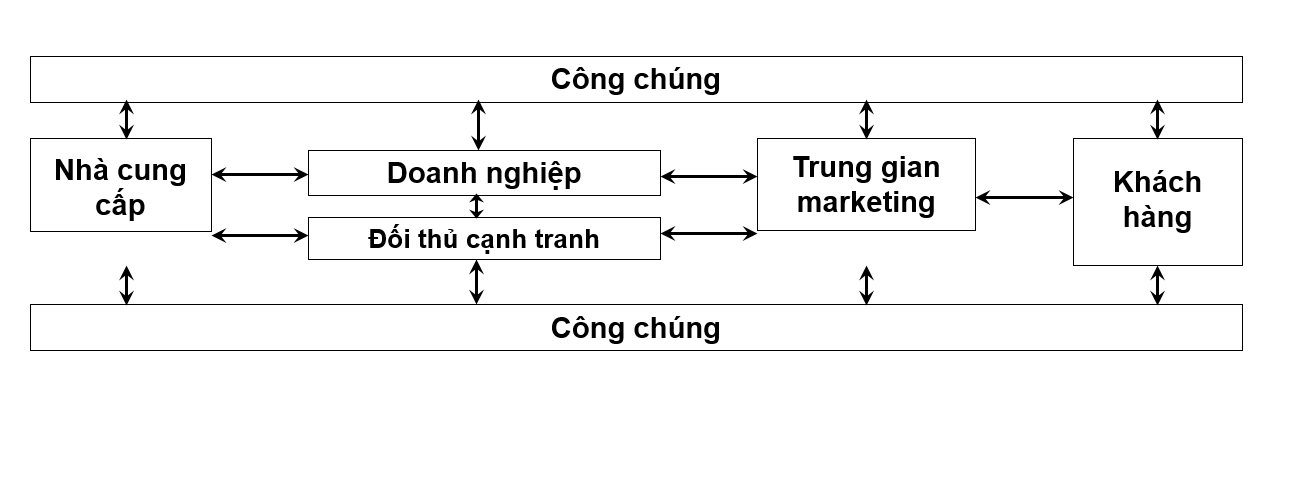 Công chúng
Nhà cung
cấp
Doanh nghiệp
Đối thủ cạnh tranh
Trung gian
marketing
Khách
hàng
Công chúng